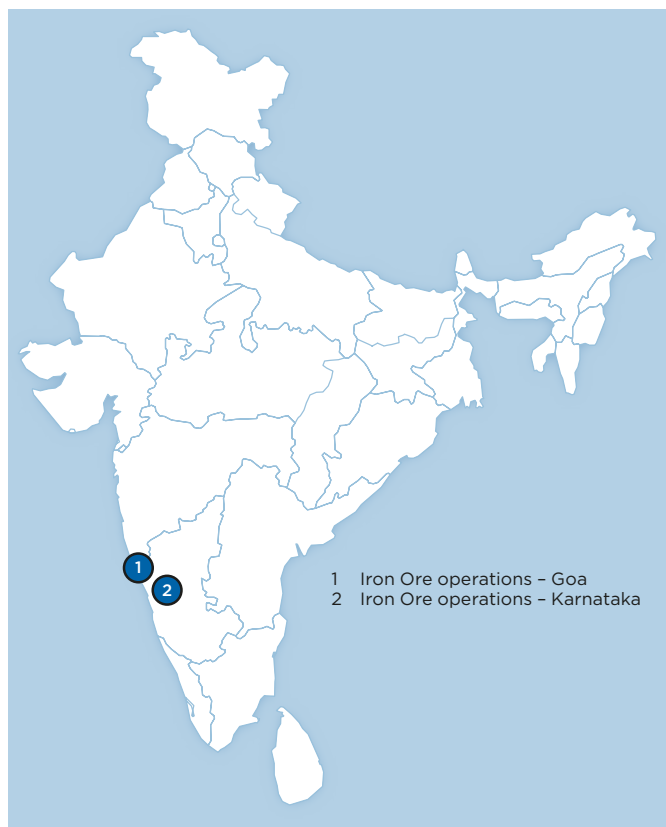 1
2
1 Iron Ore operations – Goa
2 Iron Ore operations – Karnataka